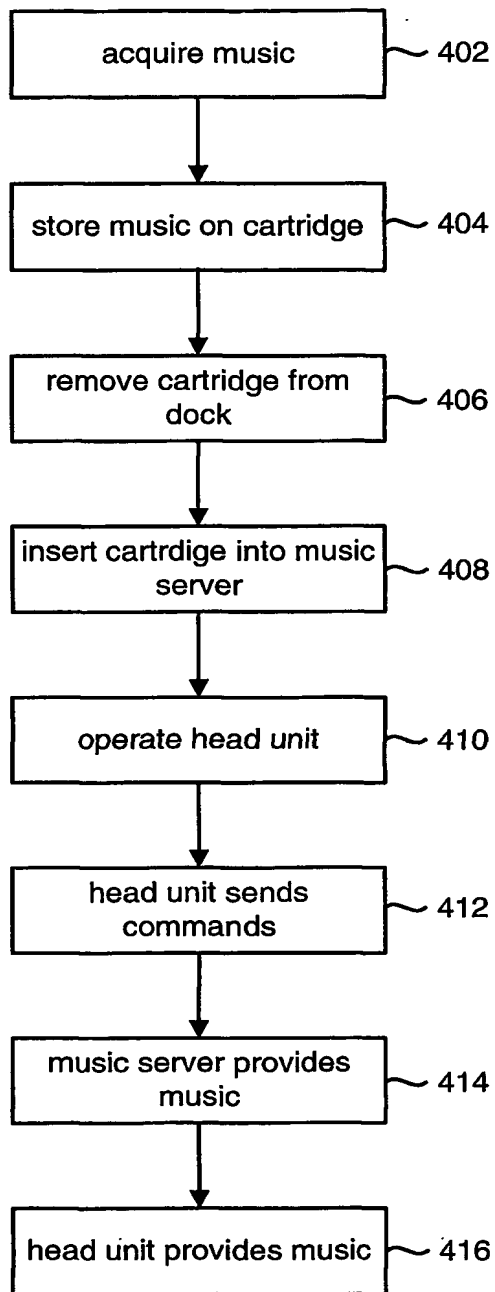 acquire music
402
store music on cartridge
404
remove cartridge from
dock
406
insert cartrdige into music
server
408
operate head unit
410
head unit sends
commands
412
music server provides
music
414
head unit provides music
416